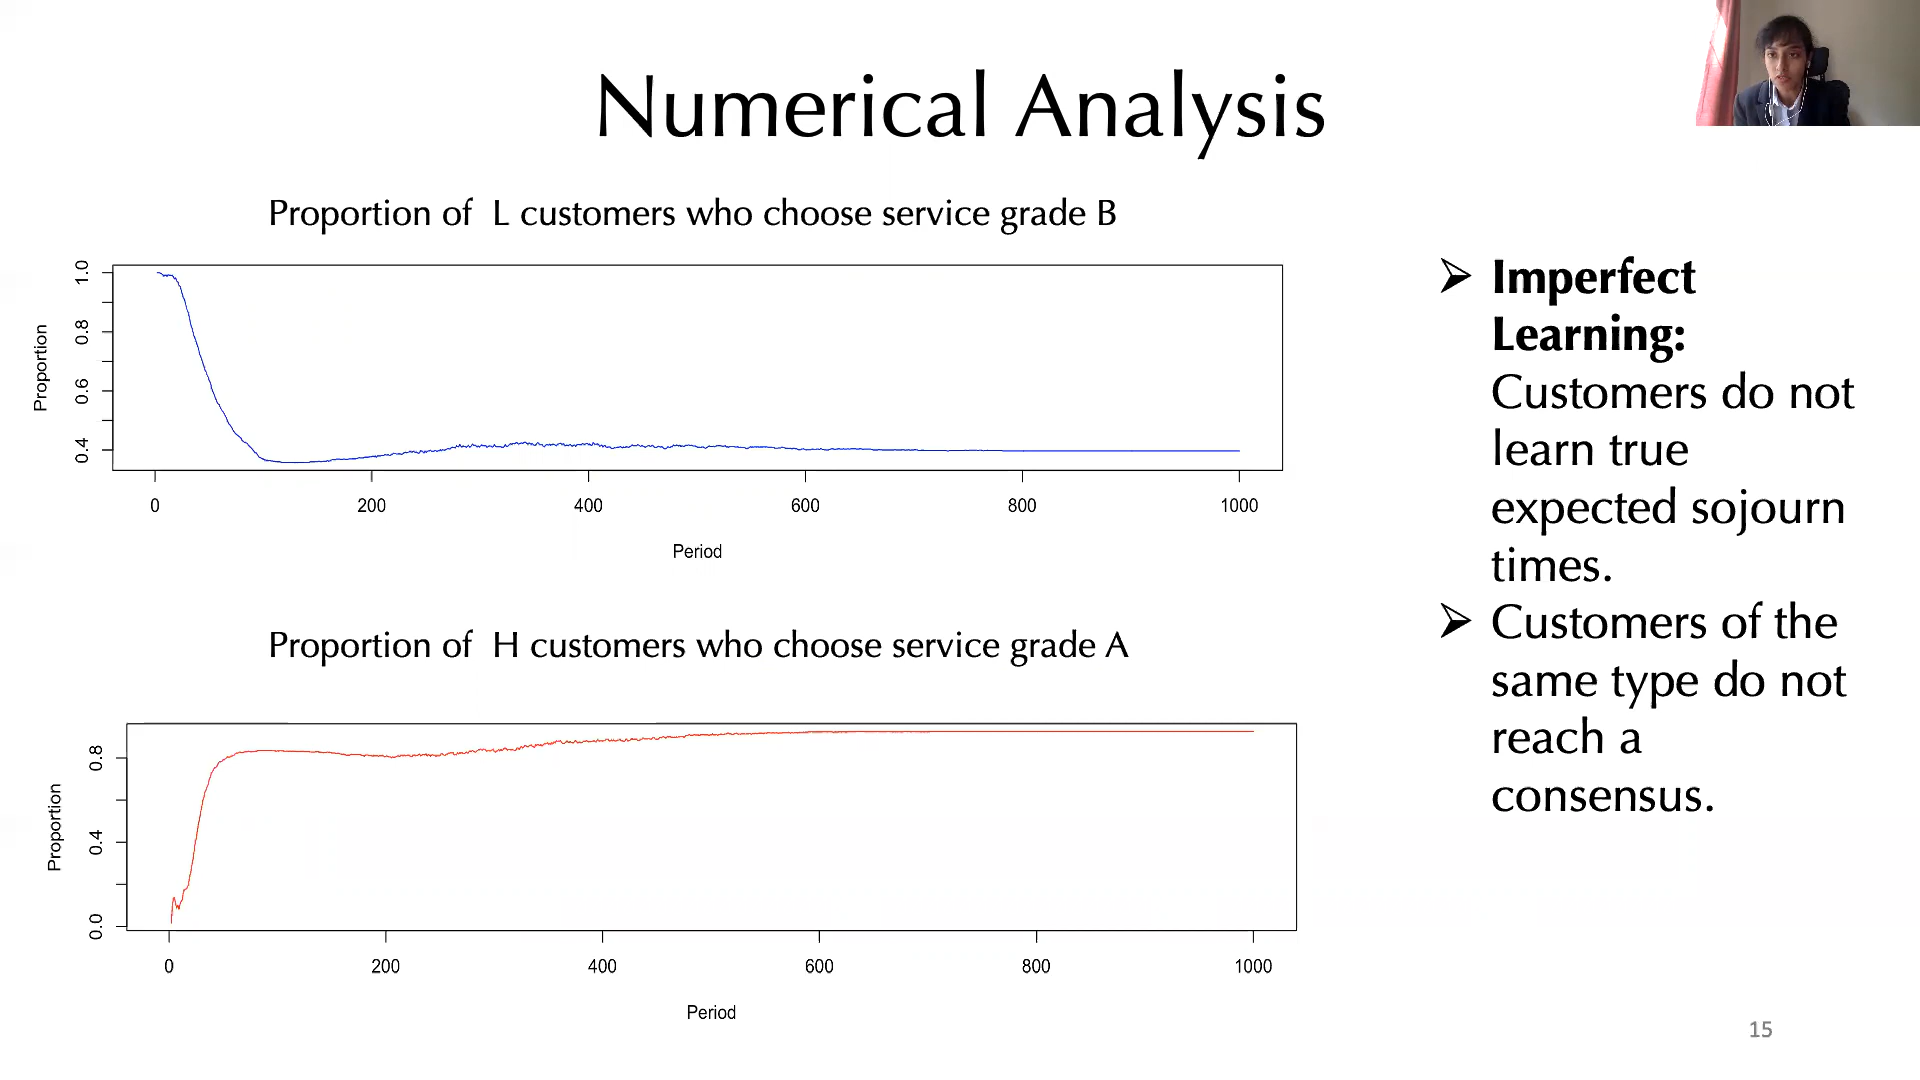 Numerical Analysis
Proportion of L customers who choose service grade B
Proportion
1.0
0.8
0.6
0.4
0 200 400 600 800 1000
Period
Proportion of H customers who choose service grade A
Proportion
0.8
0.4
0.0
0 200 400 600 800 1000
Period
➢ Imperfect
Learning:
Customers do not
learn true
expected sojourn
times.
➢ Customers of the
same type do not
reach a
consensus.
15